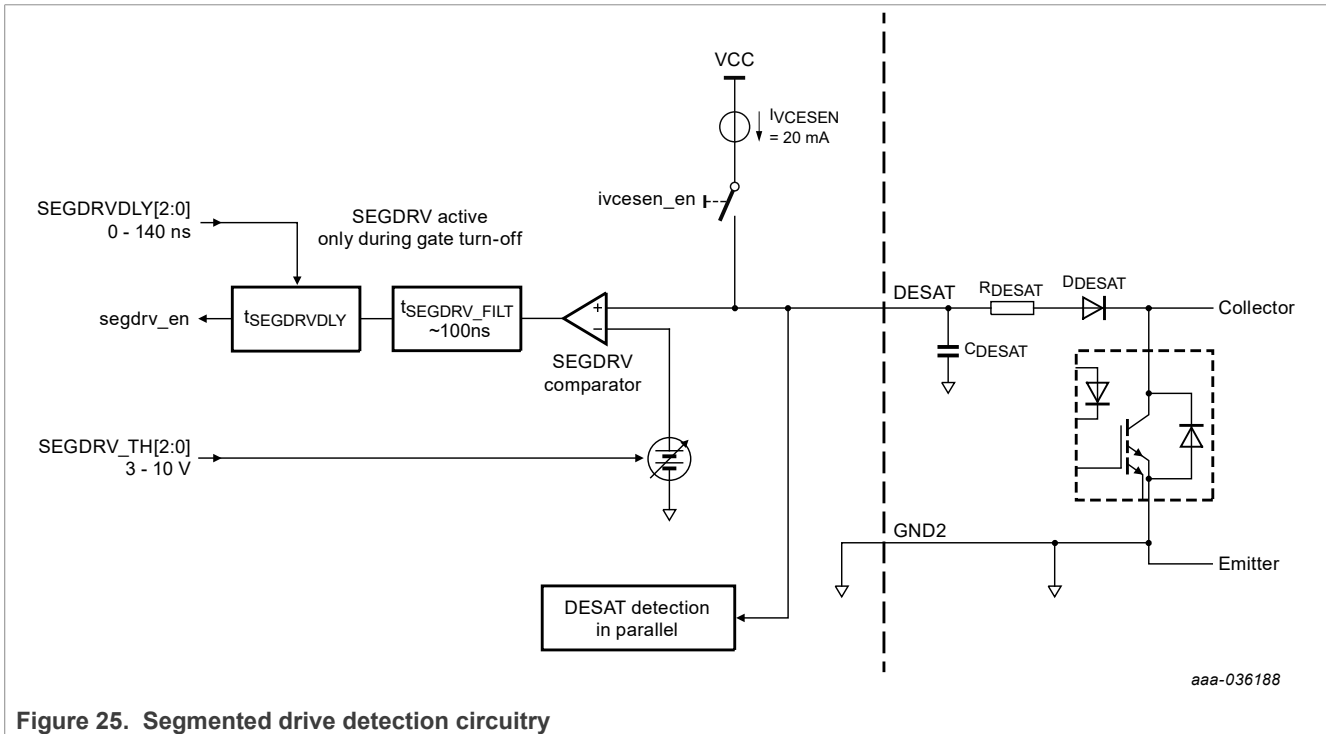 VCC
IVCESEN
= 20 mA
ivcesen_en
SEGDRVDLY[2:0]
0 - 140 ns
SEGDRV active
only during gate turn-off
segdrv_en
tSEGDRVDLY
tSEGDRV_FILT
~100ns
+
−
SEGDRV
comparator
DESAT
RDESAT
DDESAT
Collector
CDESAT
SEGDRV_TH[2:0]
3 - 10 V
GND2
Emitter
DESAT detection
in parallel
aaa-036188
Figure 25. Segmented drive detection circuitry